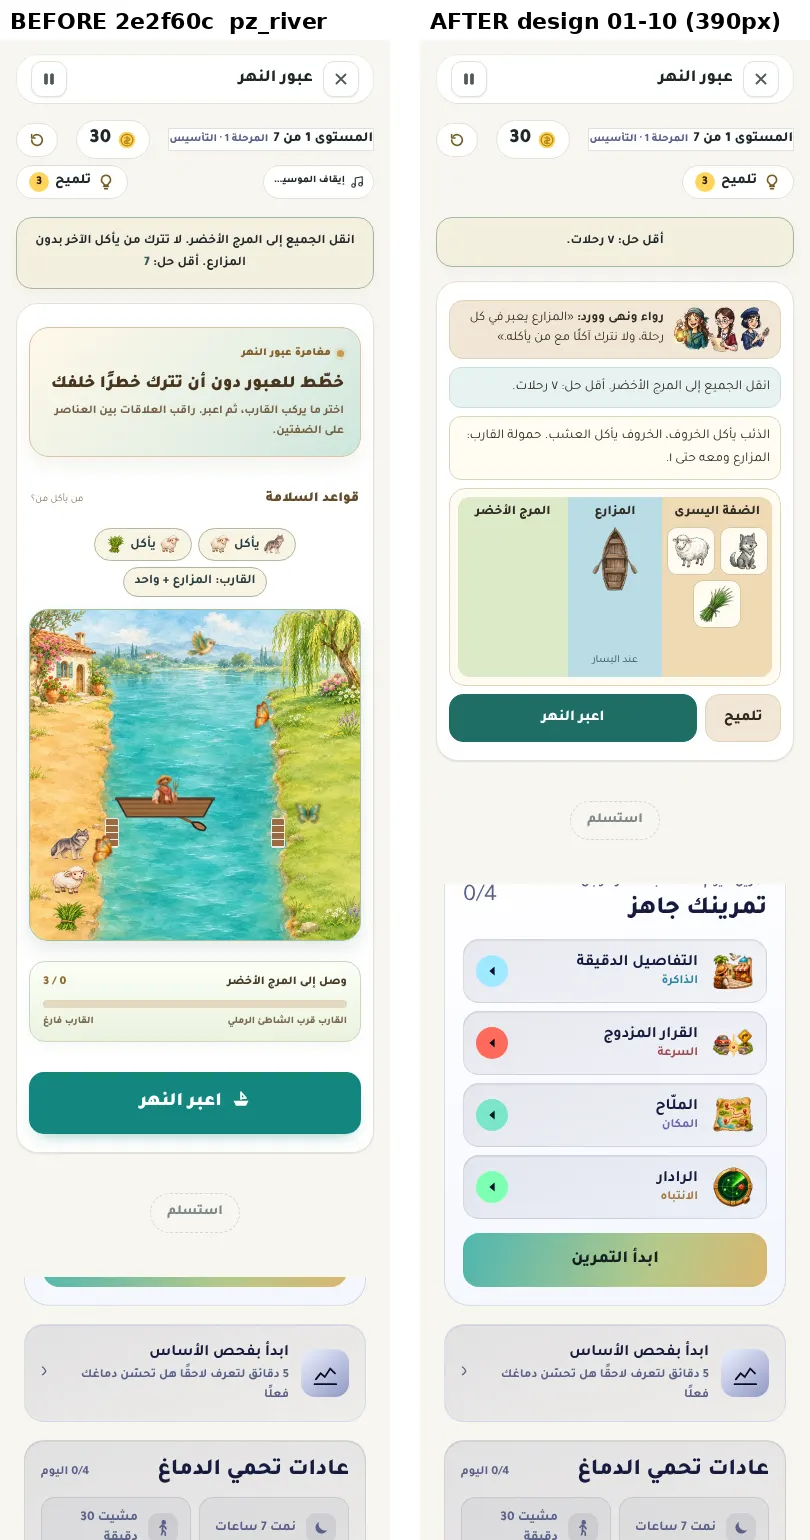 BEFORE 2e2f60c pz_river
عبور النهر
المستوى 1 من 7 المرحلة 1 · التأسيس
30
إيقاف الموسي...
تلميح 3
انقل الجميع إلى المرج الأخضر. لا تترك من يأكل الآخر بدون
المزارع. أقل حل: 7
مغامرة عبور النهر
خطّط للعبور دون أن تترك خطرًا خلفك
اختر ما يركب القارب، ثم اعبر. راقب العلاقات بين العناصر
على الضفتين.
قواعد السلامة
من يأكل من؟
يأكل
يأكل
القارب: المزارع + واحد
وصل إلى المرج الأخضر
3 / 0
القارب قرب الشاطئ الرملي
القارب فارغ
اعبر النهر
استسلم
ابدأ بفحص الأساس
5 دقائق لتعرف لاحقًا هل تحسّن دماغك
فعلًا
عادات تحمي الدماغ
0/4 اليوم
نمت 7 ساعات
مشيت 30
دقيقة
AFTER design 01-10 (390px)
عبور النهر
المستوى 1 من 7 المرحلة 1 · التأسيس
30
تلميح 3
أقل حل: ٧ رحلات.
رواء ونهى وورد: «المزارع يعبر في كل
رحلة، ولا نترك آكلًا مع من يأكله.»
انقل الجميع إلى المرج الأخضر. أقل حل: ٧ رحلات.
الذئب يأكل الخروف، الخروف يأكل العشب. حمولة القارب:
المزارع ومعه حتى ١.
الضفة اليسرى
المزارع
المرج الأخضر
عند اليسار
تلميح
اعبر النهر
استسلم
0/4
تمرينك جاهز
التفاصيل الدقيقة
الذاكرة
القرار المزدوج
السرعة
الملّاح
المكان
الرادار
الانتباه
ابدأ التمرين
ابدأ بفحص الأساس
5 دقائق لتعرف لاحقًا هل تحسّن دماغك
فعلًا
عادات تحمي الدماغ
0/4 اليوم
نمت 7 ساعات
مشيت 30
دقيقة